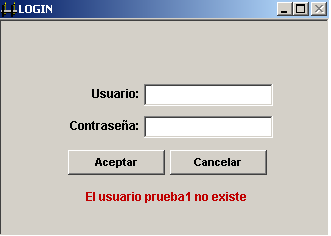 LOGIN
Usuario:
Contraseña:
Aceptar Cancelar
El usuario prueba1 no existe